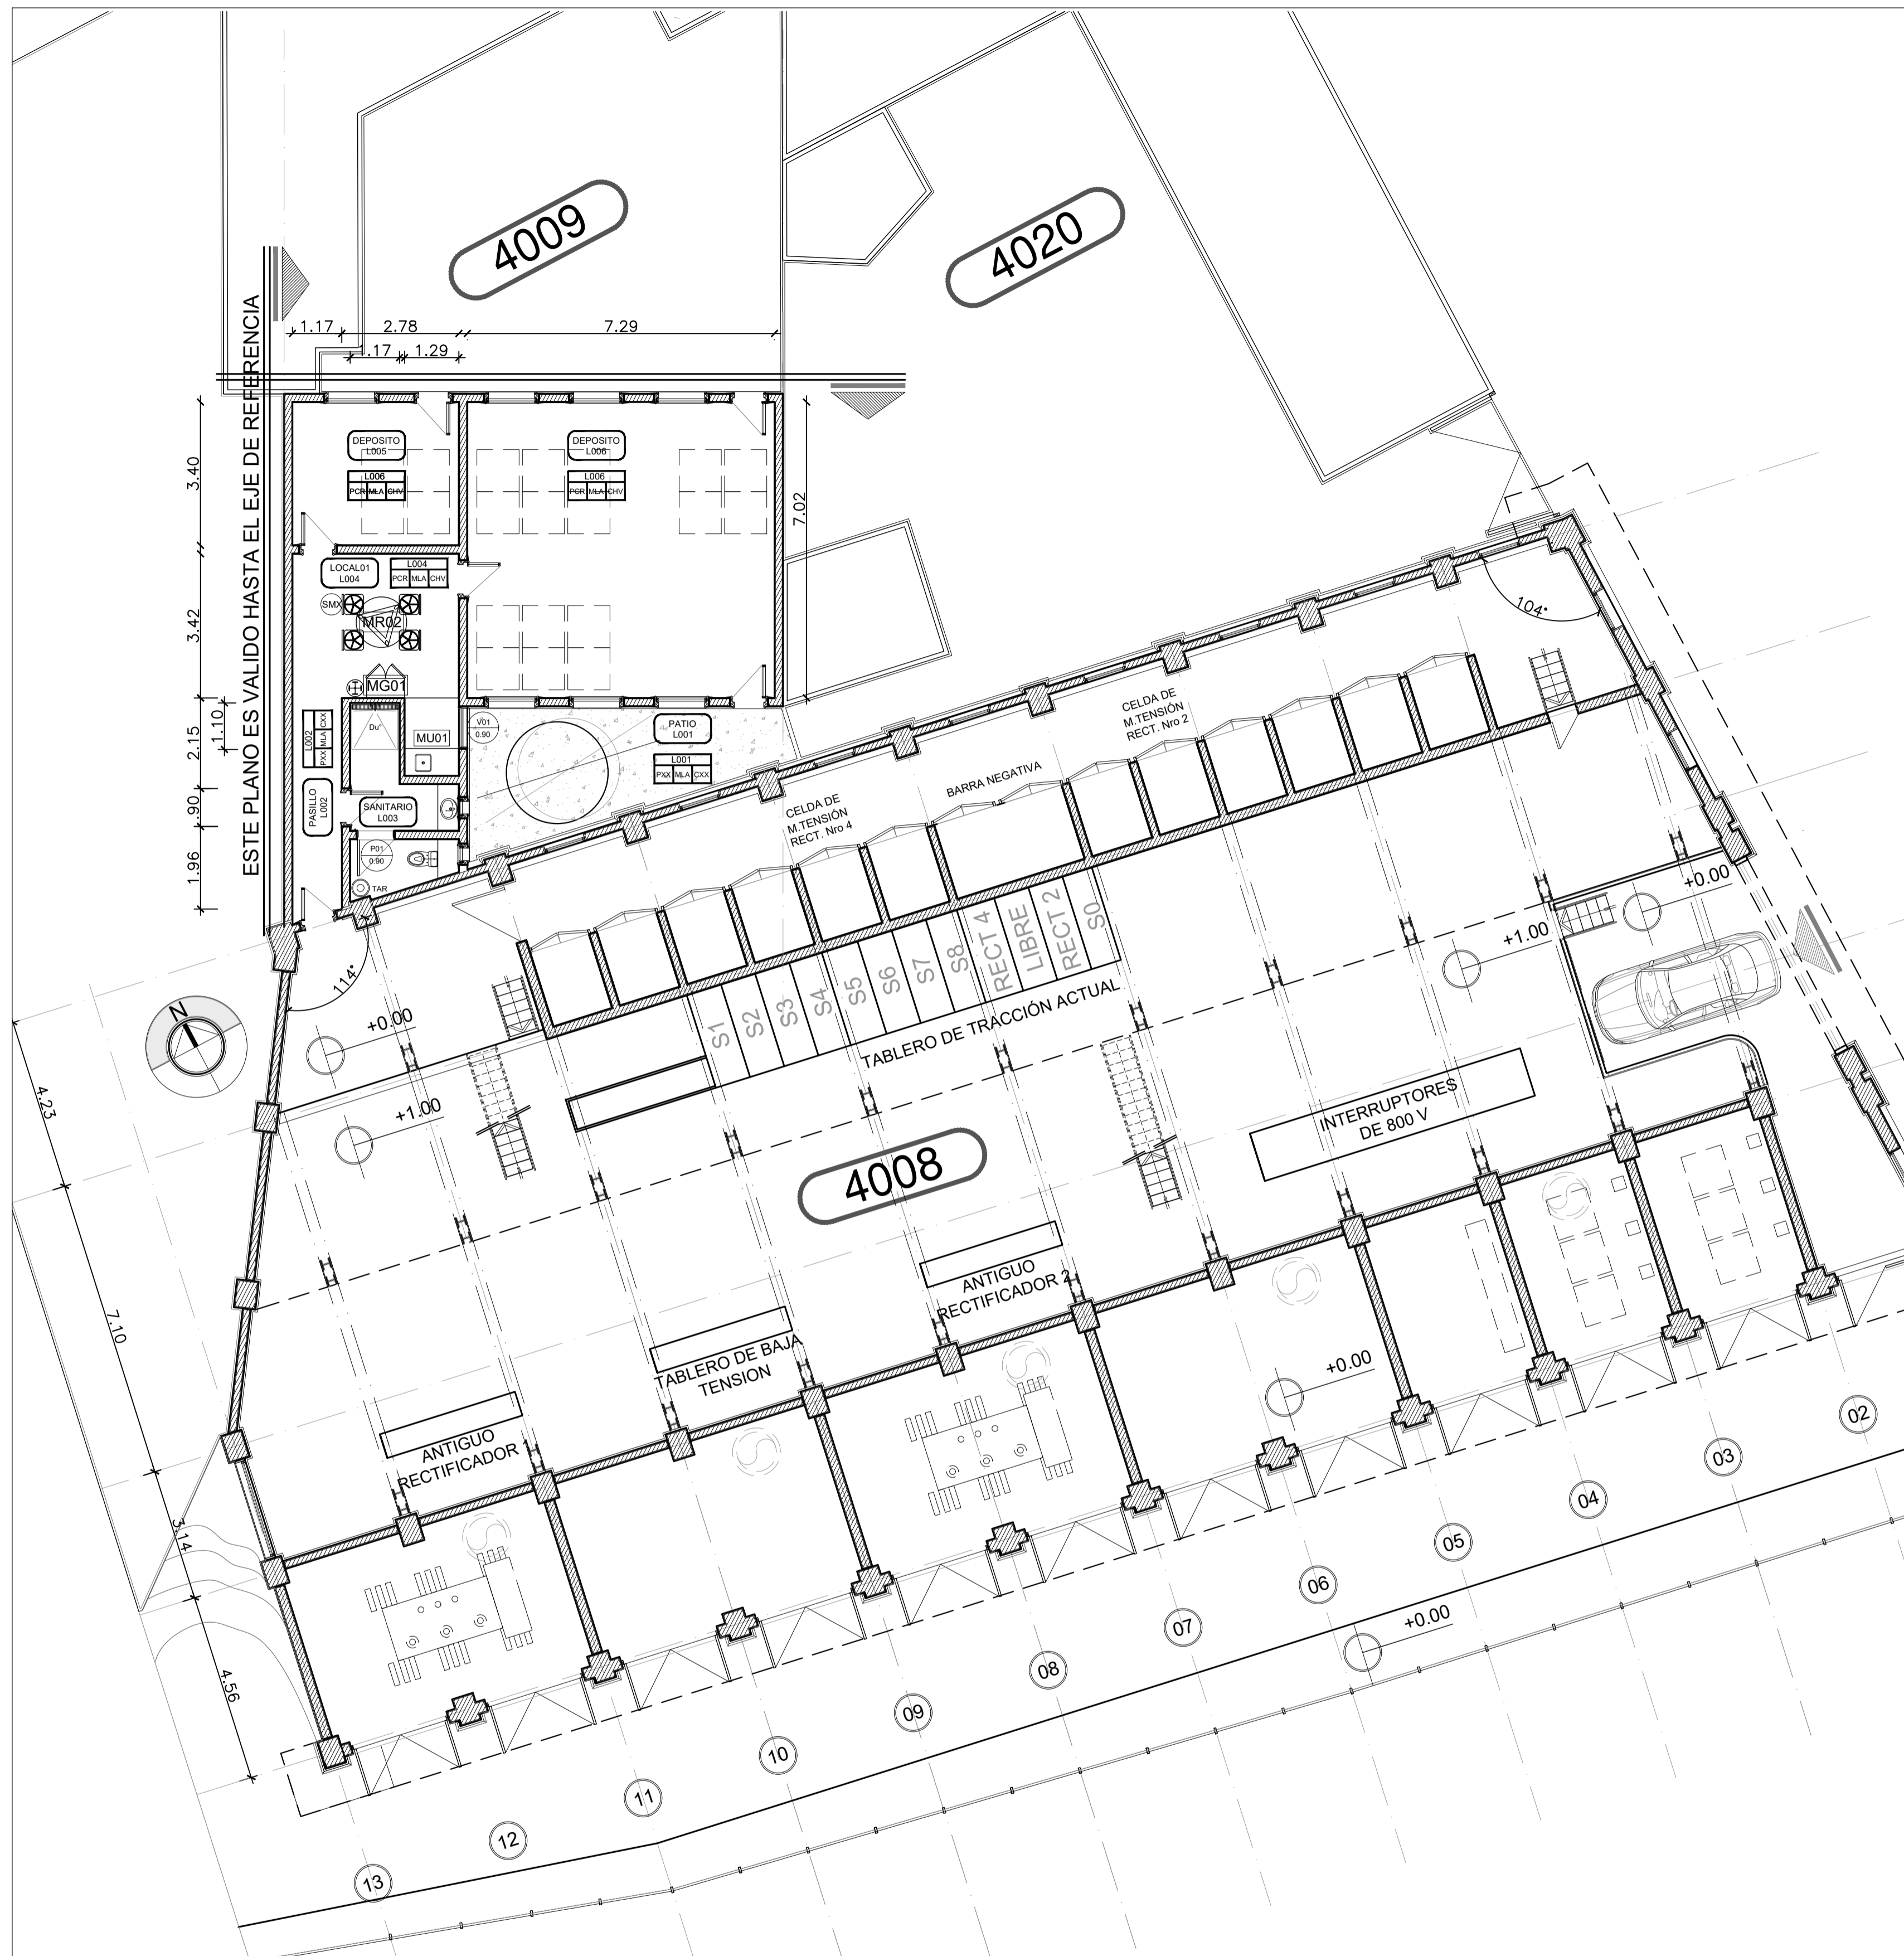 4009
4020
ESTE PLANO ES VALIDO HASTA EL EJE DE REFERENCIA
1.17
2.78
7.29
.17
1.29
3.40
3.42
2.15
1.10
.90
1.96
7.02
DEPOSITO
L005
L006
PCR MLA CHV
DEPOSITO
L006
L006
PCR MLA CHV
LOCAL01
L004
L004
PCR MLA CHV
SMX
MR02
MG01
L002
PXX MLA CXX
Du
MU01
V01
0.90
PATIO
L001
L001
PXX MLA CXX
PASILLO
L002
SANITARIO
L003
P01
0.90
TAR
CELDA DE
M.TENSIÓN
RECT. Nro 4
BARRA NEGATIVA
CELDA DE
M.TENSIÓN
RECT. Nro 2
104°
114°
N
+0.00
+1.00
+0.00
+1.00
S1
S2
S3
S4
S5
S6
S7
S8
RECT 4
LIBRE
RECT 2
S0
TABLERO DE TRACCIÓN ACTUAL
INTERRUPTORES
DE 800 V
4008
ANTIGUO
RECTIFICADOR 2
TABLERO DE BAJA
TENSION
ANTIGUO
RECTIFICADOR 1
+0.00
+0.00
4.23
7.10
3.14
4.56
02
03
04
05
06
07
08
09
10
11
12
13